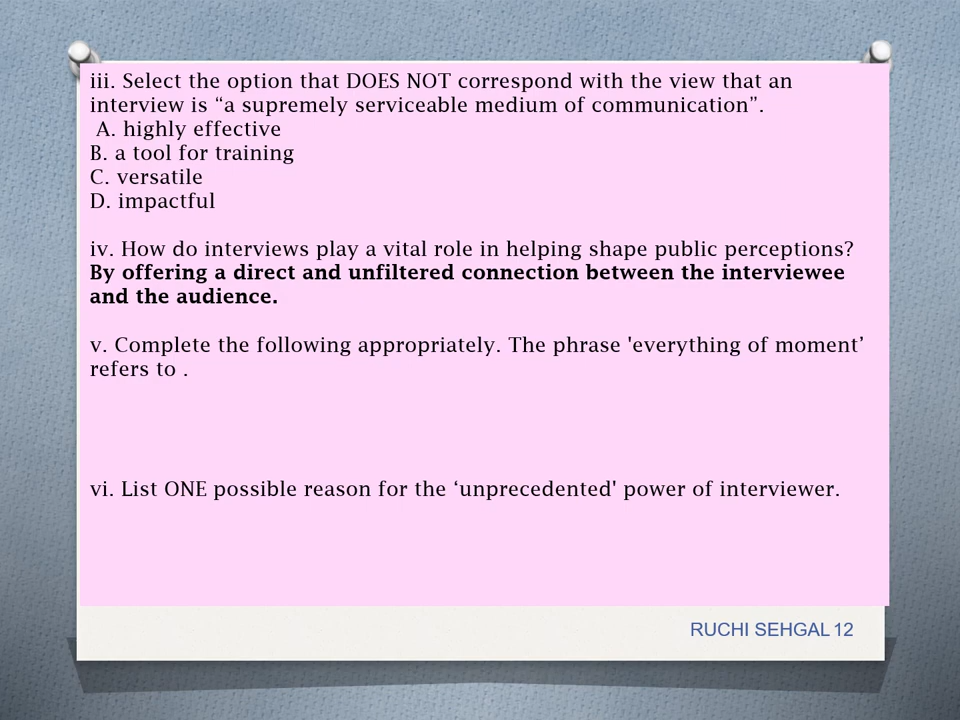 iii. Select the option that DOES NOT correspond with the view that an
interview is “a supremely serviceable medium of communication”.
A. highly effective
B. a tool for training
C. versatile
D. impactful
iv. How do interviews play a vital role in helping shape public perceptions?
By offering a direct and unfiltered connection between the interviewee
and the audience.
v. Complete the following appropriately. The phrase 'everything of moment’
refers to .
vi. List ONE possible reason for the ‘unprecedented' power of interviewer.
RUCHI SEHGAL 12